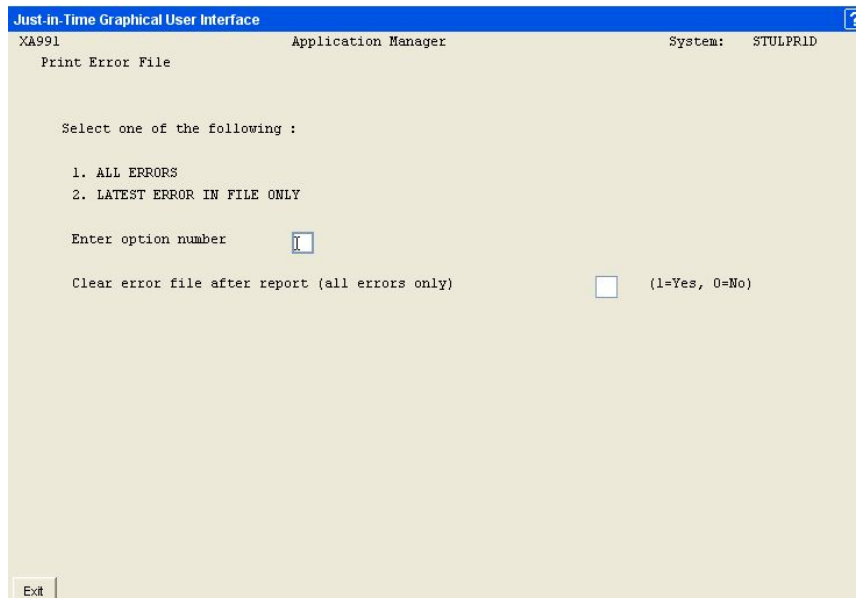 Just-in-Time Graphical User Interface ?
XA991 Application Manager System: STULPR1D
Print Error File
Select one of the following :
1. ALL ERRORS
2. LATEST ERROR IN FILE ONLY
Enter option number
Clear error file after report (all errors only) (1=Yes, 0=No)
Exit